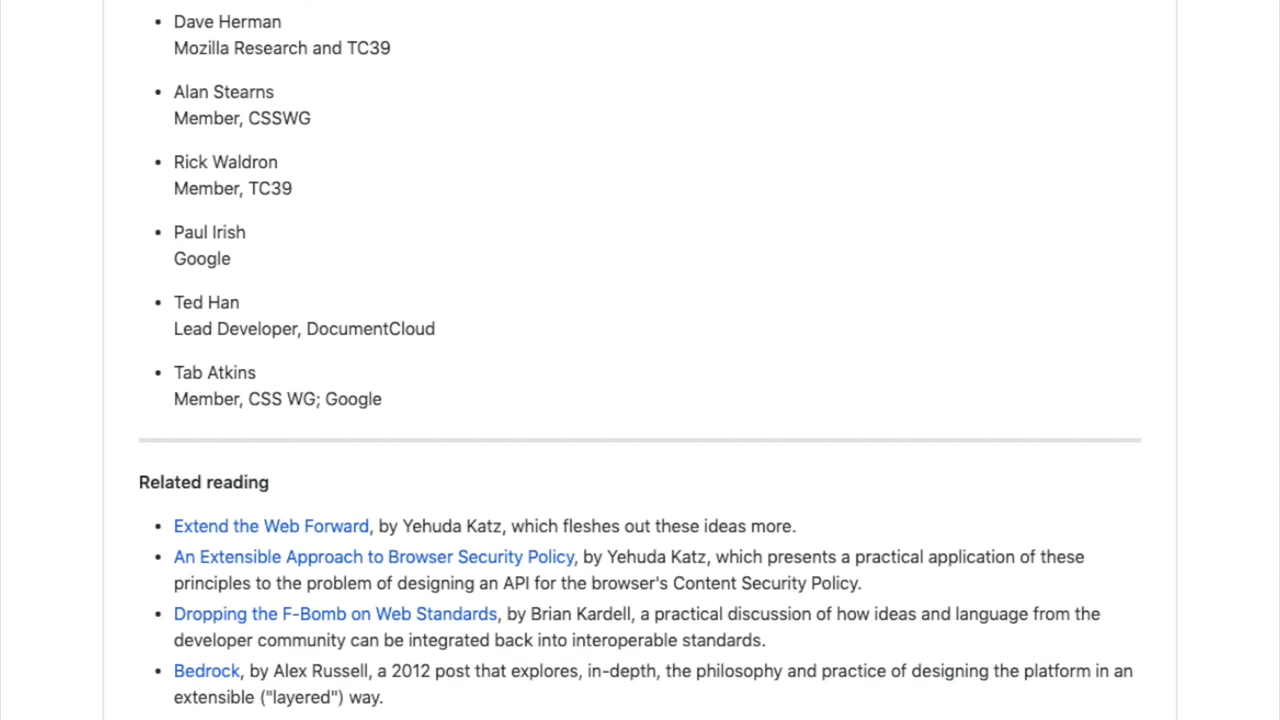 • Dave Herman
Mozilla Research and TC39
• Alan Stearns
Member, CSSWG
• Rick Waldron
Member, TC39
• Paul Irish
Google
• Ted Han
Lead Developer, DocumentCloud
• Tab Atkins
Member, CSS WG; Google
Related reading
• Extend the Web Forward, by Yehuda Katz, which fleshes out these ideas more.
• An Extensible Approach to Browser Security Policy, by Yehuda Katz, which presents a practical application of these
principles to the problem of designing an API for the browser's Content Security Policy.
• Dropping the F-Bomb on Web Standards, by Brian Kardell, a practical discussion of how ideas and language from the
developer community can be integrated back into interoperable standards.
• Bedrock, by Alex Russell, a 2012 post that explores, in-depth, the philosophy and practice of designing the platform in an
extensible ("layered") way.